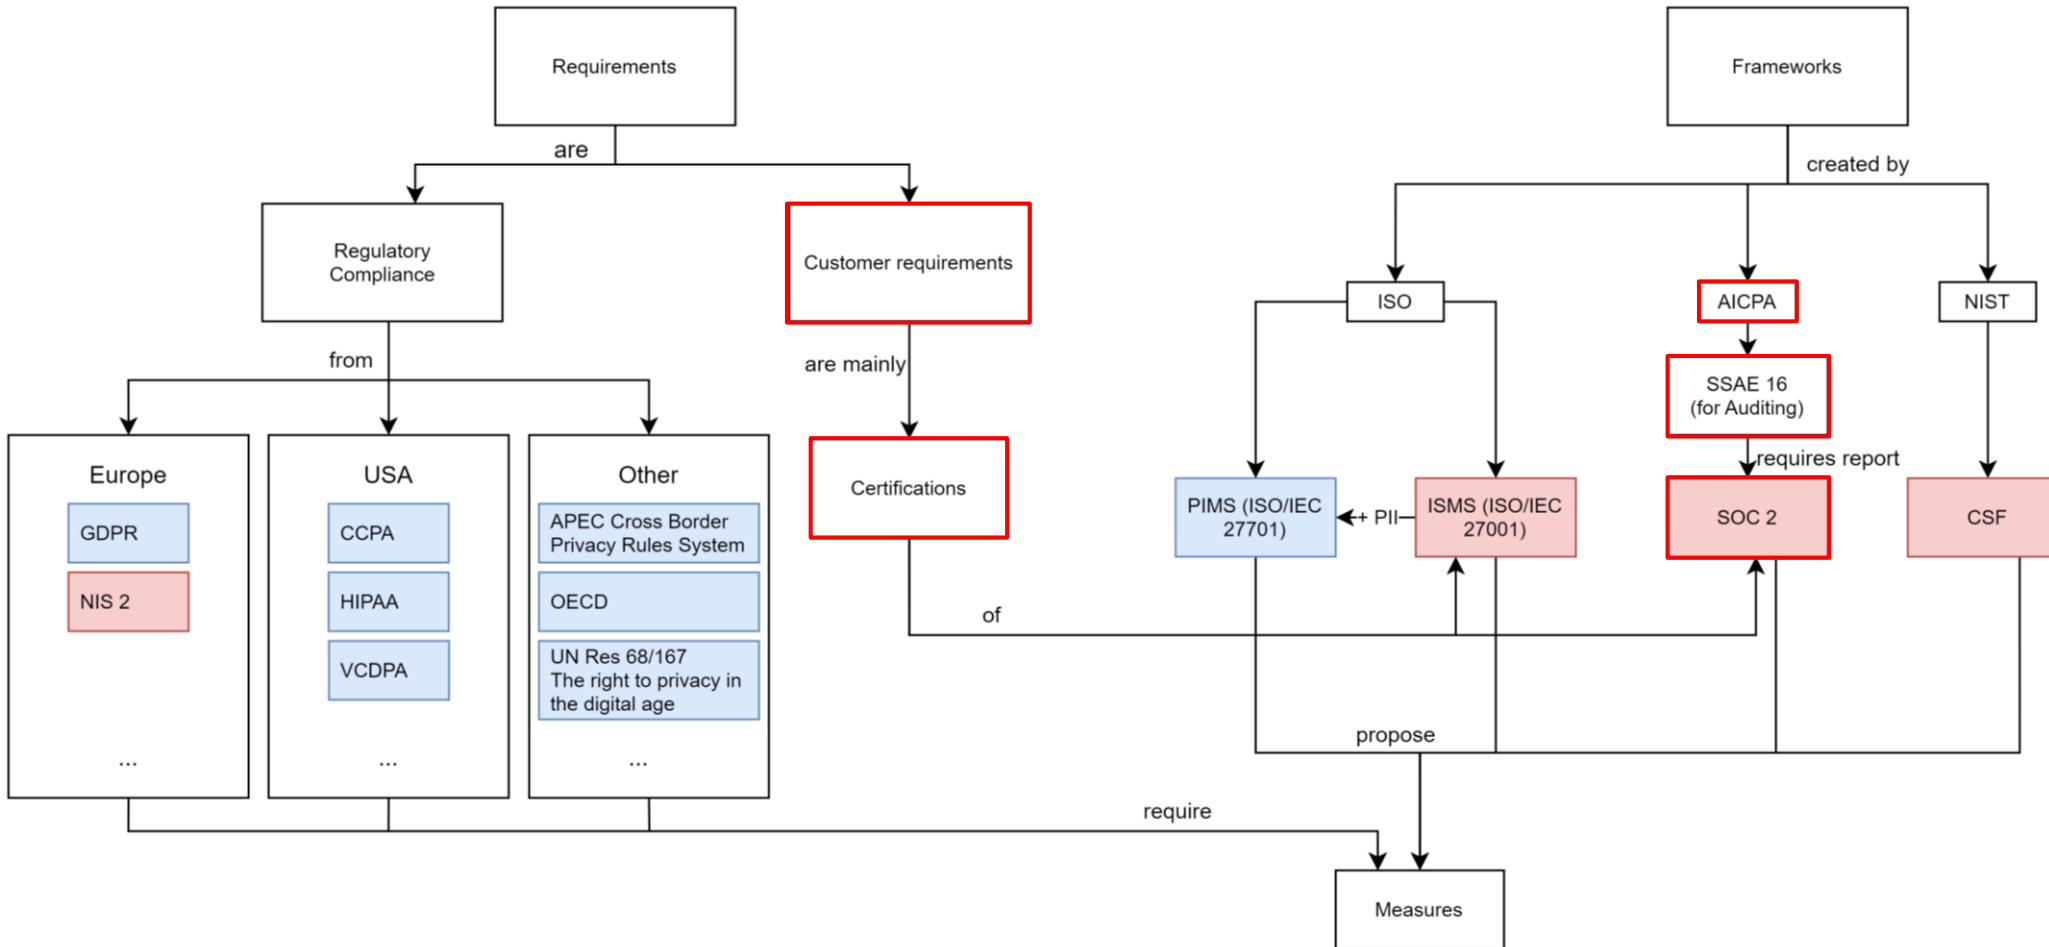 Requirements
Frameworks
are
created by
Regulatory
Compliance
Customer requirements
ISO
AICPA
NIST
from
are mainly
SSAE 16
(for Auditing)
requires report
Europe
GDPR
NIS 2
...
USA
CCPA
HIPAA
VCDPA
...
Other
APEC Cross Border
Privacy Rules System
OECD
UN Res 68/167
The right to privacy in
the digital age
...
Certifications
PIMS (ISO/IEC
27701)
+ PII
ISMS (ISO/IEC
27001)
SOC 2
CSF
of
propose
require
Measures